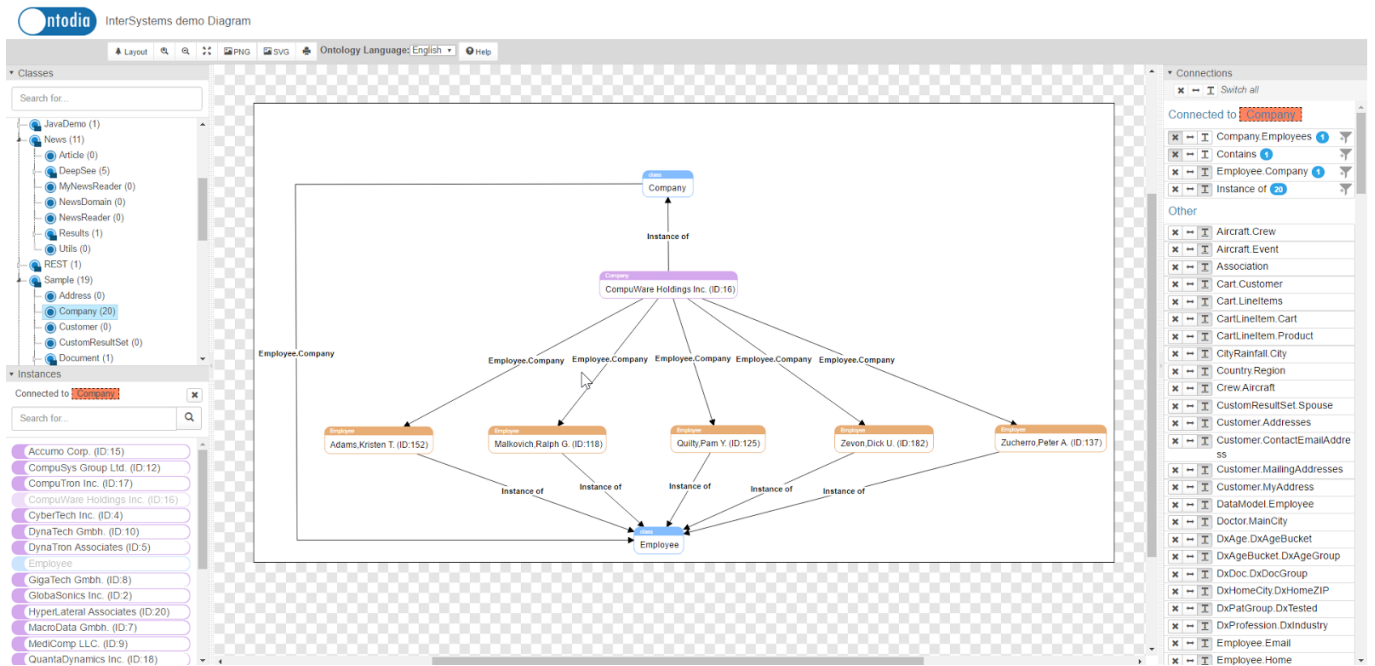 ntodia
InterSystems demo Diagram
Layout
PNG
SVG
Ontology Language: English
Help
Classes
Search for...
JavaDemo (1)
News (11)
Article (0)
DeepSee (5)
MyNewsReader (0)
NewsDomain (0)
NewsReader (0)
Results (1)
Utils (0)
REST (1)
Sample (19)
Address (0)
Company (20)
Customer (0)
CustomResultSet (0)
Document (1)
Instances
Connected to Company
Search for...
Accumo Corp. (ID:15)
CompuSys Group Ltd. (ID:12)
CompuTron Inc. (ID:17)
CompuWare Holdings Inc. (ID:16)
CyberTech Inc. (ID:4)
DynaTech Gmbh. (ID:10)
DynaTron Associates (ID:5)
Employee
GigaTech Gmbh. (ID:8)
GlobaSonics Inc. (ID:2)
HyperLateral Associates (ID:20)
MacroData Gmbh. (ID:7)
MediComp LLC. (ID:9)
QuantaDynamics Inc. (ID:18)
class
Company
Instance of
Company
CompuWare Holdings Inc. (ID:16)
Employee.Company
Employee.Company Employee.Company Employee.Company Employee.Company Employee.Company
Employee
Adams,Kristen T. (ID:152)
Employee
Malkovich,Ralph G. (ID:118)
Employee
Quilty,Pam Y. (ID:125)
Employee
Zevon,Dick U. (ID:182)
Employee
Zucherro,Peter A. (ID:137)
Instance of Instance of Instance of Instance of Instance of
class
Employee
Connections
Switch all
Connected to Company
Company.Employees 1
Contains 1
Employee.Company 1
Instance of 20
Other
Aircraft.Crew
Aircraft.Event
Association
Cart.Customer
Cart.LineItems
CartLineItem.Cart
CartLineItem.Product
CityRainfall.City
Country.Region
Crew.Aircraft
CustomResultSet.Spouse
Customer.Addresses
Customer.ContactEmailAddre
ss
Customer.MailingAddresses
Customer.MyAddress
DataModel.Employee
Doctor.MainCity
DxAge.DxAgeBucket
DxAgeBucket.DxAgeGroup
DxDoc.DxDocGroup
DxHomeCity.DxHomeZIP
DxPatGroup.DxTested
DxProfession.DxIndustry
Employee.Email
Employee.Home